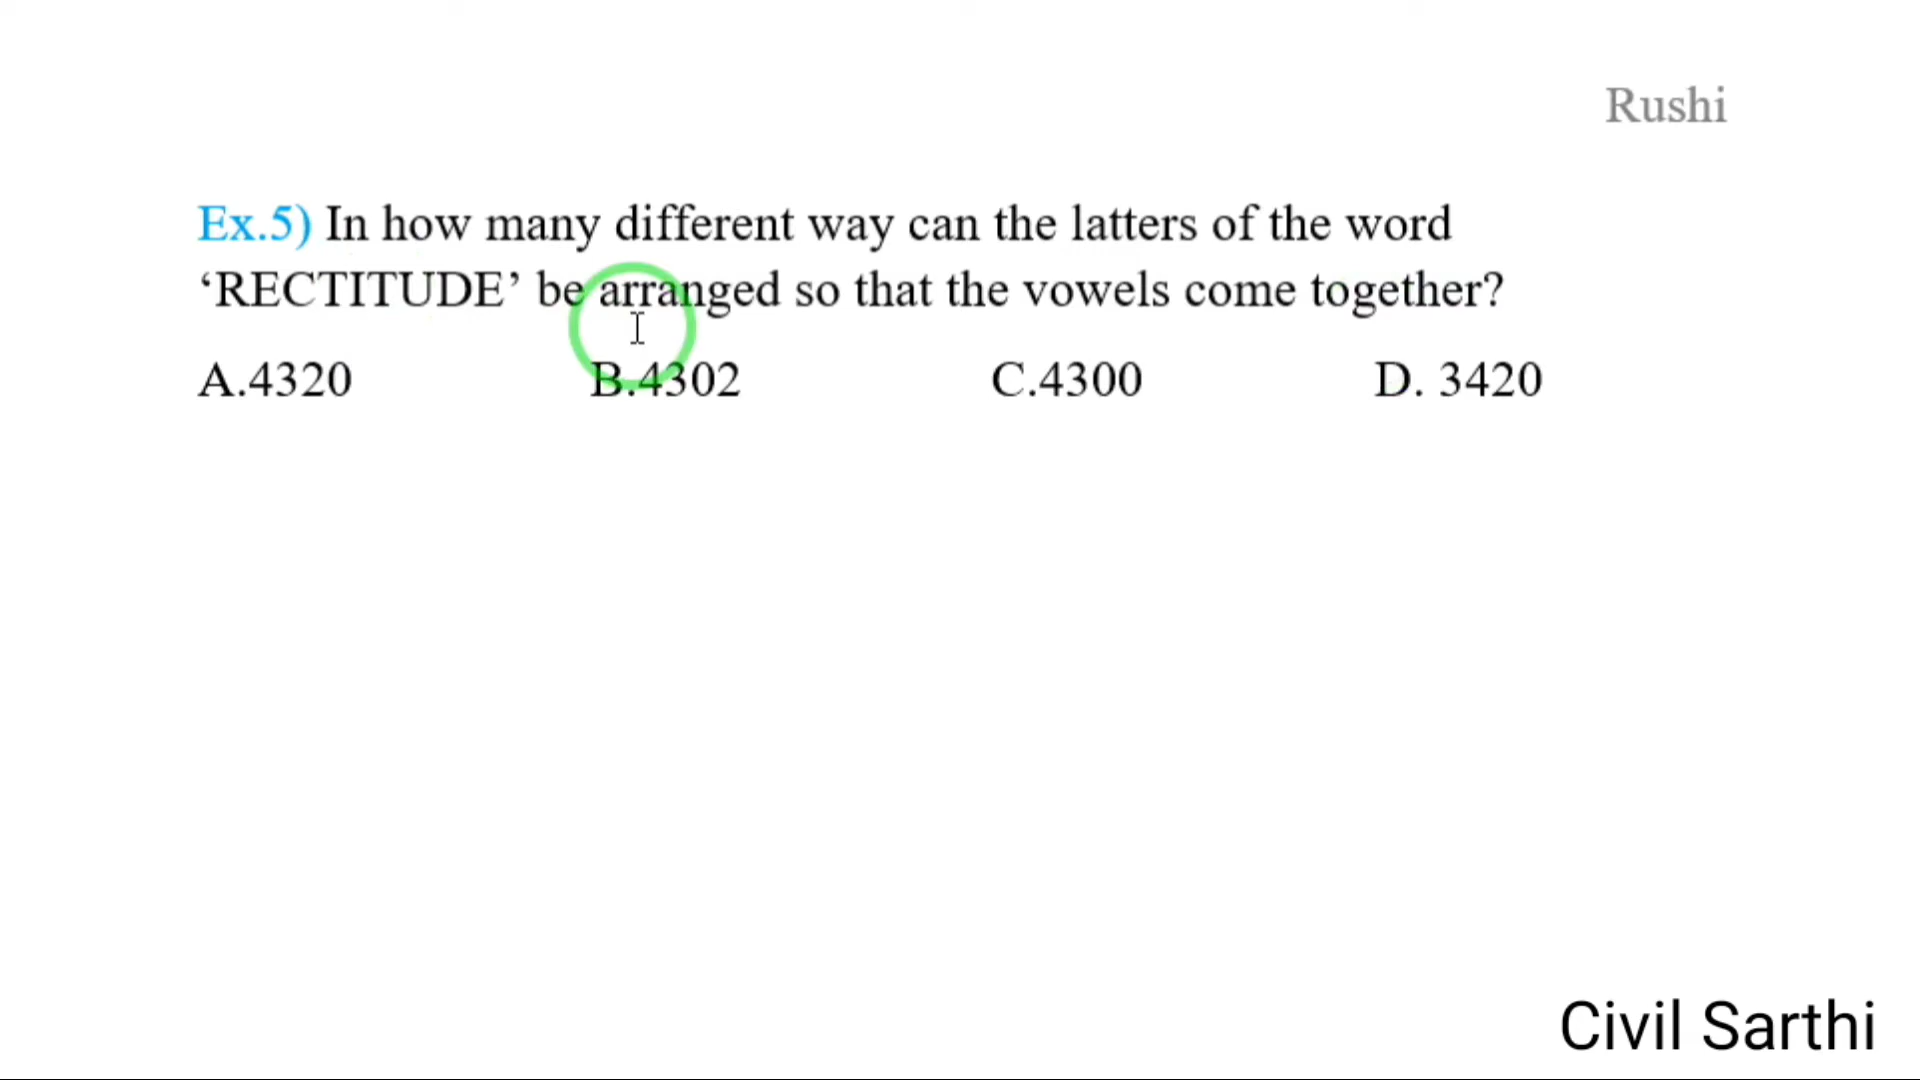 Rushi
Ex.5) In how many different way can the latters of the word
‘RECTITUDE’ be arranged so that the vowels come together?
A.4320 B.4302 C.4300 D. 3420
Civil Sarthi